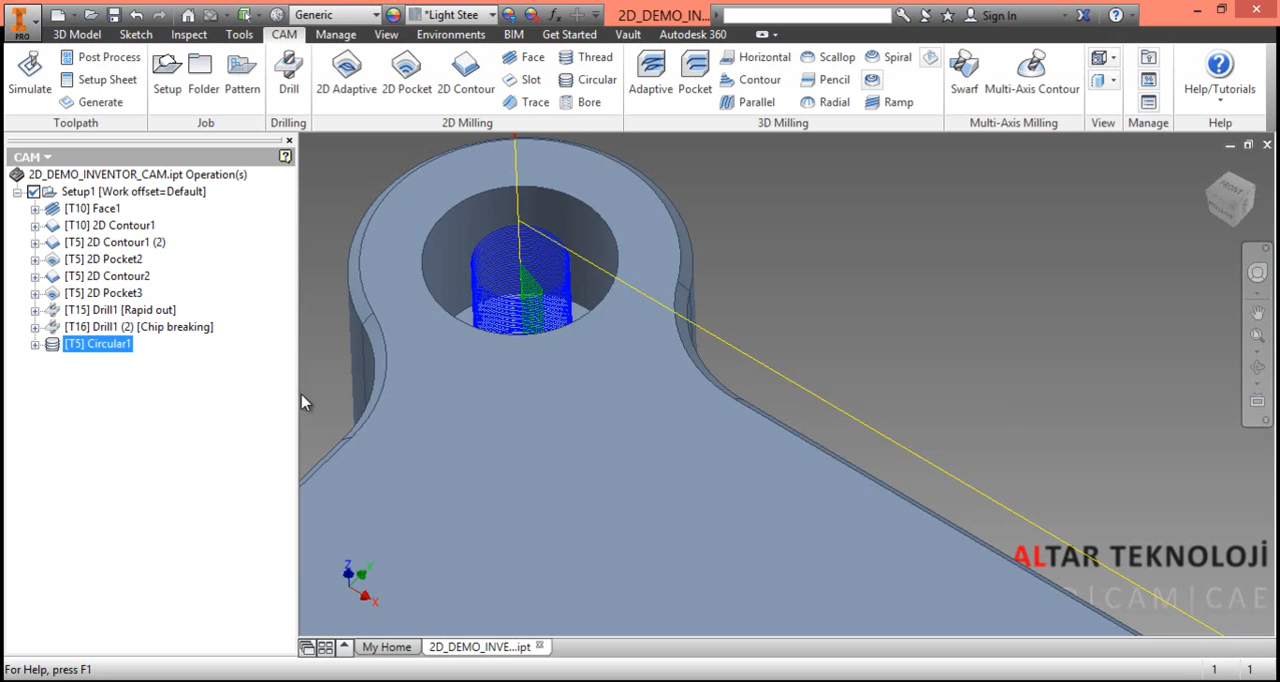 Generic
*Light Stee
2D_DEMO_IN...
Sign In
PRO
3D Model
Sketch
Inspect
Tools
CAM
Manage
View
Environments
BIM
Get Started
Vault
Autodesk 360
Simulate
Post Process
Setup Sheet
Generate
Toolpath
Setup
Folder
Pattern
Job
Drill
Drilling
2D Adaptive
2D Pocket
2D Contour
Face
Slot
Trace
Thread
Circular
Bore
2D Milling
Adaptive
Pocket
Horizontal
Contour
Parallel
Scallop
Pencil
Radial
Spiral
Ramp
3D Milling
Swarf
Multi-Axis Contour
Multi-Axis Milling
View
Manage
Help/Tutorials
Help
CAM
2D_DEMO_INVENTOR_CAM.ipt Operation(s)
Setup1 [Work offset=Default]
[T10] Face1
[T10] 2D Contour1
[T5] 2D Contour1 (2)
[T5] 2D Pocket2
[T5] 2D Contour2
[T5] 2D Pocket3
[T15] Drill1 [Rapid out]
[T16] Drill1 (2) [Chip breaking]
[T5] Circular1
FRONT
Z
Y
X
ALTAR TEKNOLOJİ
CAD|CAM|CAE
My Home
2D_DEMO_INVE...ipt
For Help, press F1
1
1